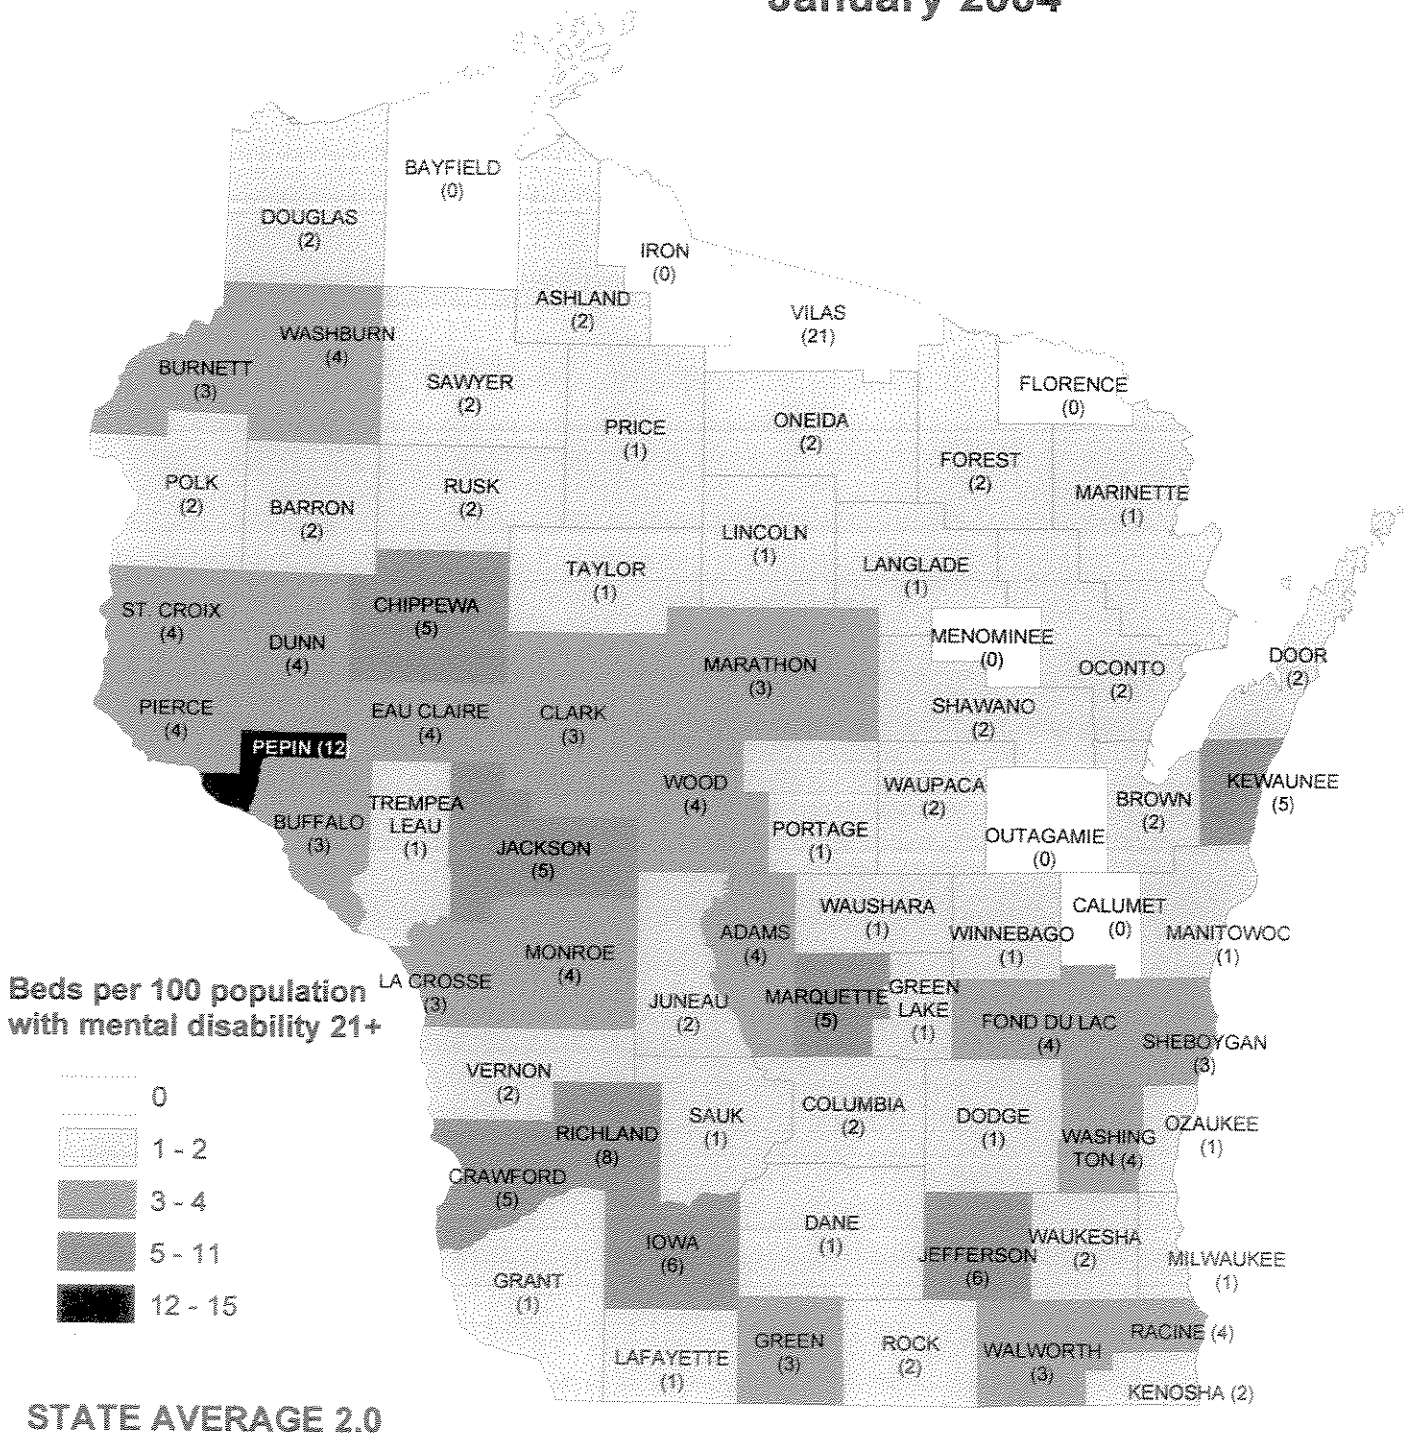 January 2004
BAYFIELD
(0)
DOUGLAS
(2)
IRON
(0)
ASHLAND
(2)
VILAS
(21)
WASHBURN
(4)
BURNETT
(3)
SAWYER
(2)
FLORENCE
(0)
PRICE
(1)
ONEIDA
(2)
FOREST
(2)
MARINETTE
(1)
POLK
(2)
BARRON
(2)
RUSK
(2)
LINCOLN
(1)
LANGLADE
(1)
TAYLOR
(1)
ST. CROIX
(4)
CHIPPEWA
(5)
DUNN
(4)
MENOMINEE
(0)
MARATHON
(3)
OCONTO
(2)
DOOR
(2)
PIERCE
(4)
EAU CLAIRE
(4)
CLARK
(3)
SHAWANO
(2)
PEPIN (12
WOOD
(4)
WAUPACA
(2)
BROWN
(2)
KEWAUNEE
(5)
BUFFALO
(3)
TREMPEA
LEAU
(1)
JACKSON
(5)
PORTAGE
(1)
OUTAGAMIE
(0)
WAUSHARA
(1)
CALUMET
(0)
ADAMS
(4)
WINNEBAGO
(1)
MANITOWOC
(1)
MONROE
(4)
LA CROSSE
(3)
JUNEAU
(2)
MARQUETTE
(5)
GREEN
LAKE
(1)
FOND DU LAC
(4)
SHEBOYGAN
(3)
Beds per 100 population
with mental disability 21+
0
1 - 2
3 - 4
5 - 11
12 - 15
VERNON
(2)
RICHLAND
(8)
SAUK
(1)
COLUMBIA
(2)
DODGE
(1)
WASHING
TON (4)
OZAUKEE
(1)
CRAWFORD
(5)
IOWA
(6)
DANE
(1)
JEFFERSON
(6)
WAUKESHA
(2)
MILWAUKEE
(1)
GRANT
(1)
LAFAYETTE
(1)
GREEN
(3)
ROCK
(2)
WALWORTH
(3)
RACINE (4)
KENOSHA (2)
STATE AVERAGE 2.0